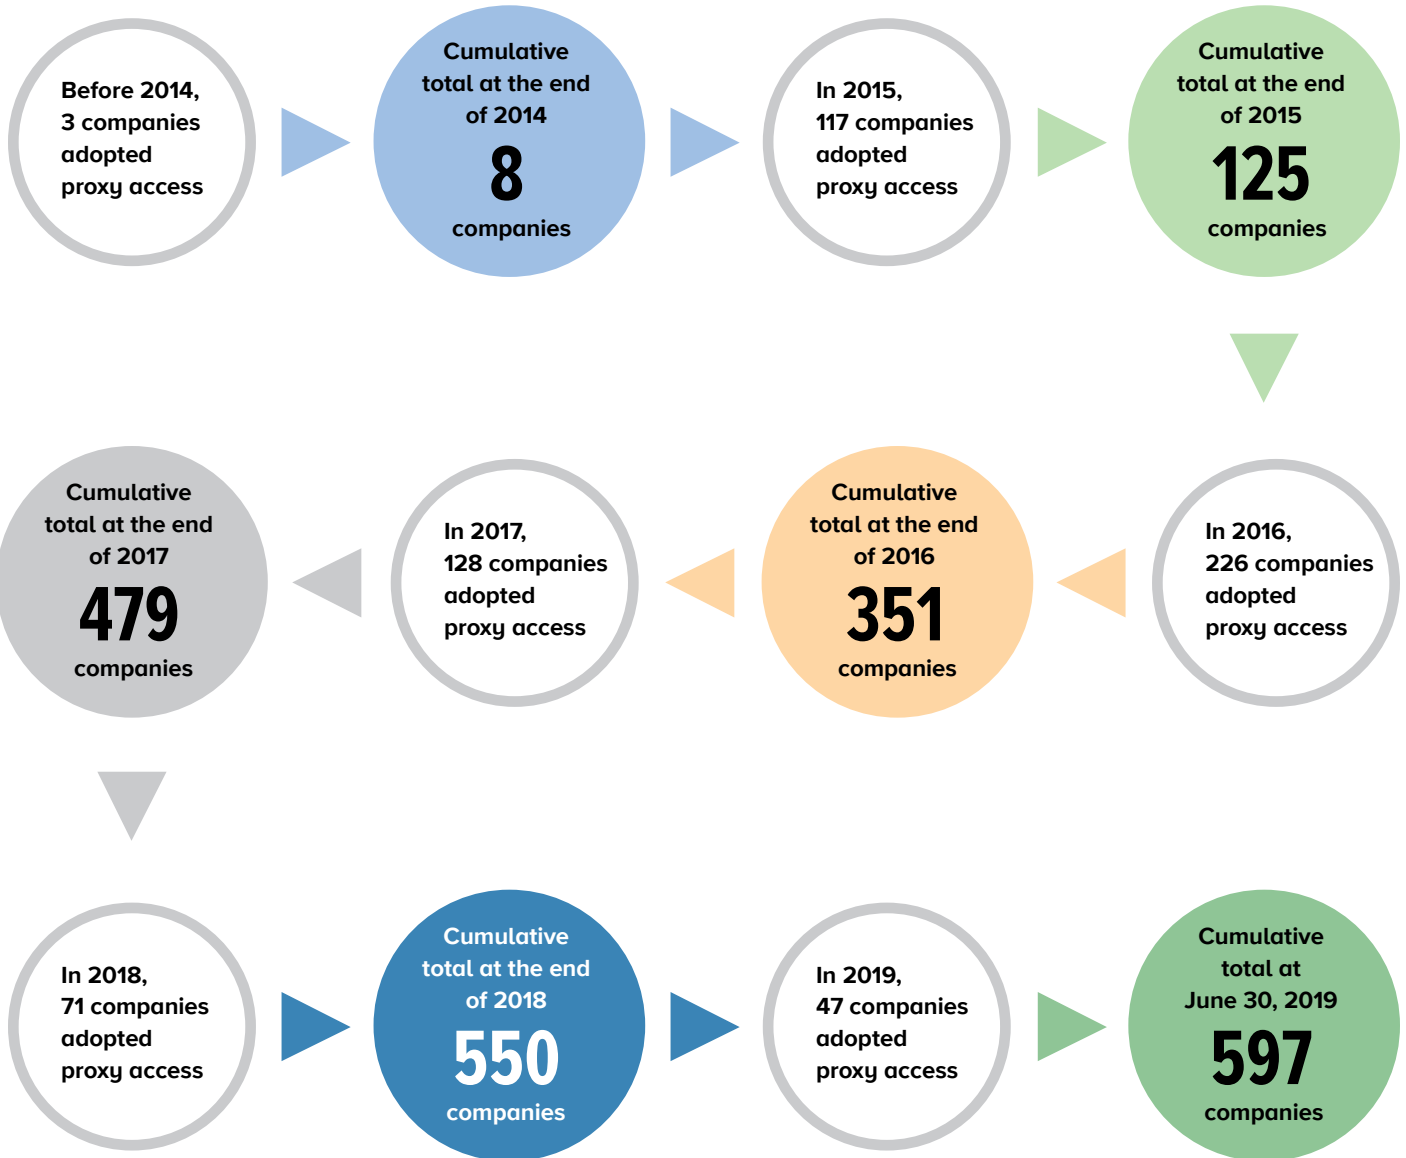 Before 2014,
3 companies
adopted
proxy access
Cumulative
total at the end
of 2014
8
companies
In 2015,
117 companies
adopted
proxy access
Cumulative
total at the end
of 2015
125
companies
In 2016,
226 companies
adopted
proxy access
Cumulative
total at the end
of 2016
351
companies
In 2017,
128 companies
adopted
proxy access
Cumulative
total at the end
of 2017
479
companies
In 2018,
71 companies
adopted
proxy access
Cumulative
total at the end
of 2018
550
companies
In 2019,
47 companies
adopted
proxy access
Cumulative
total at
June 30, 2019
597
companies